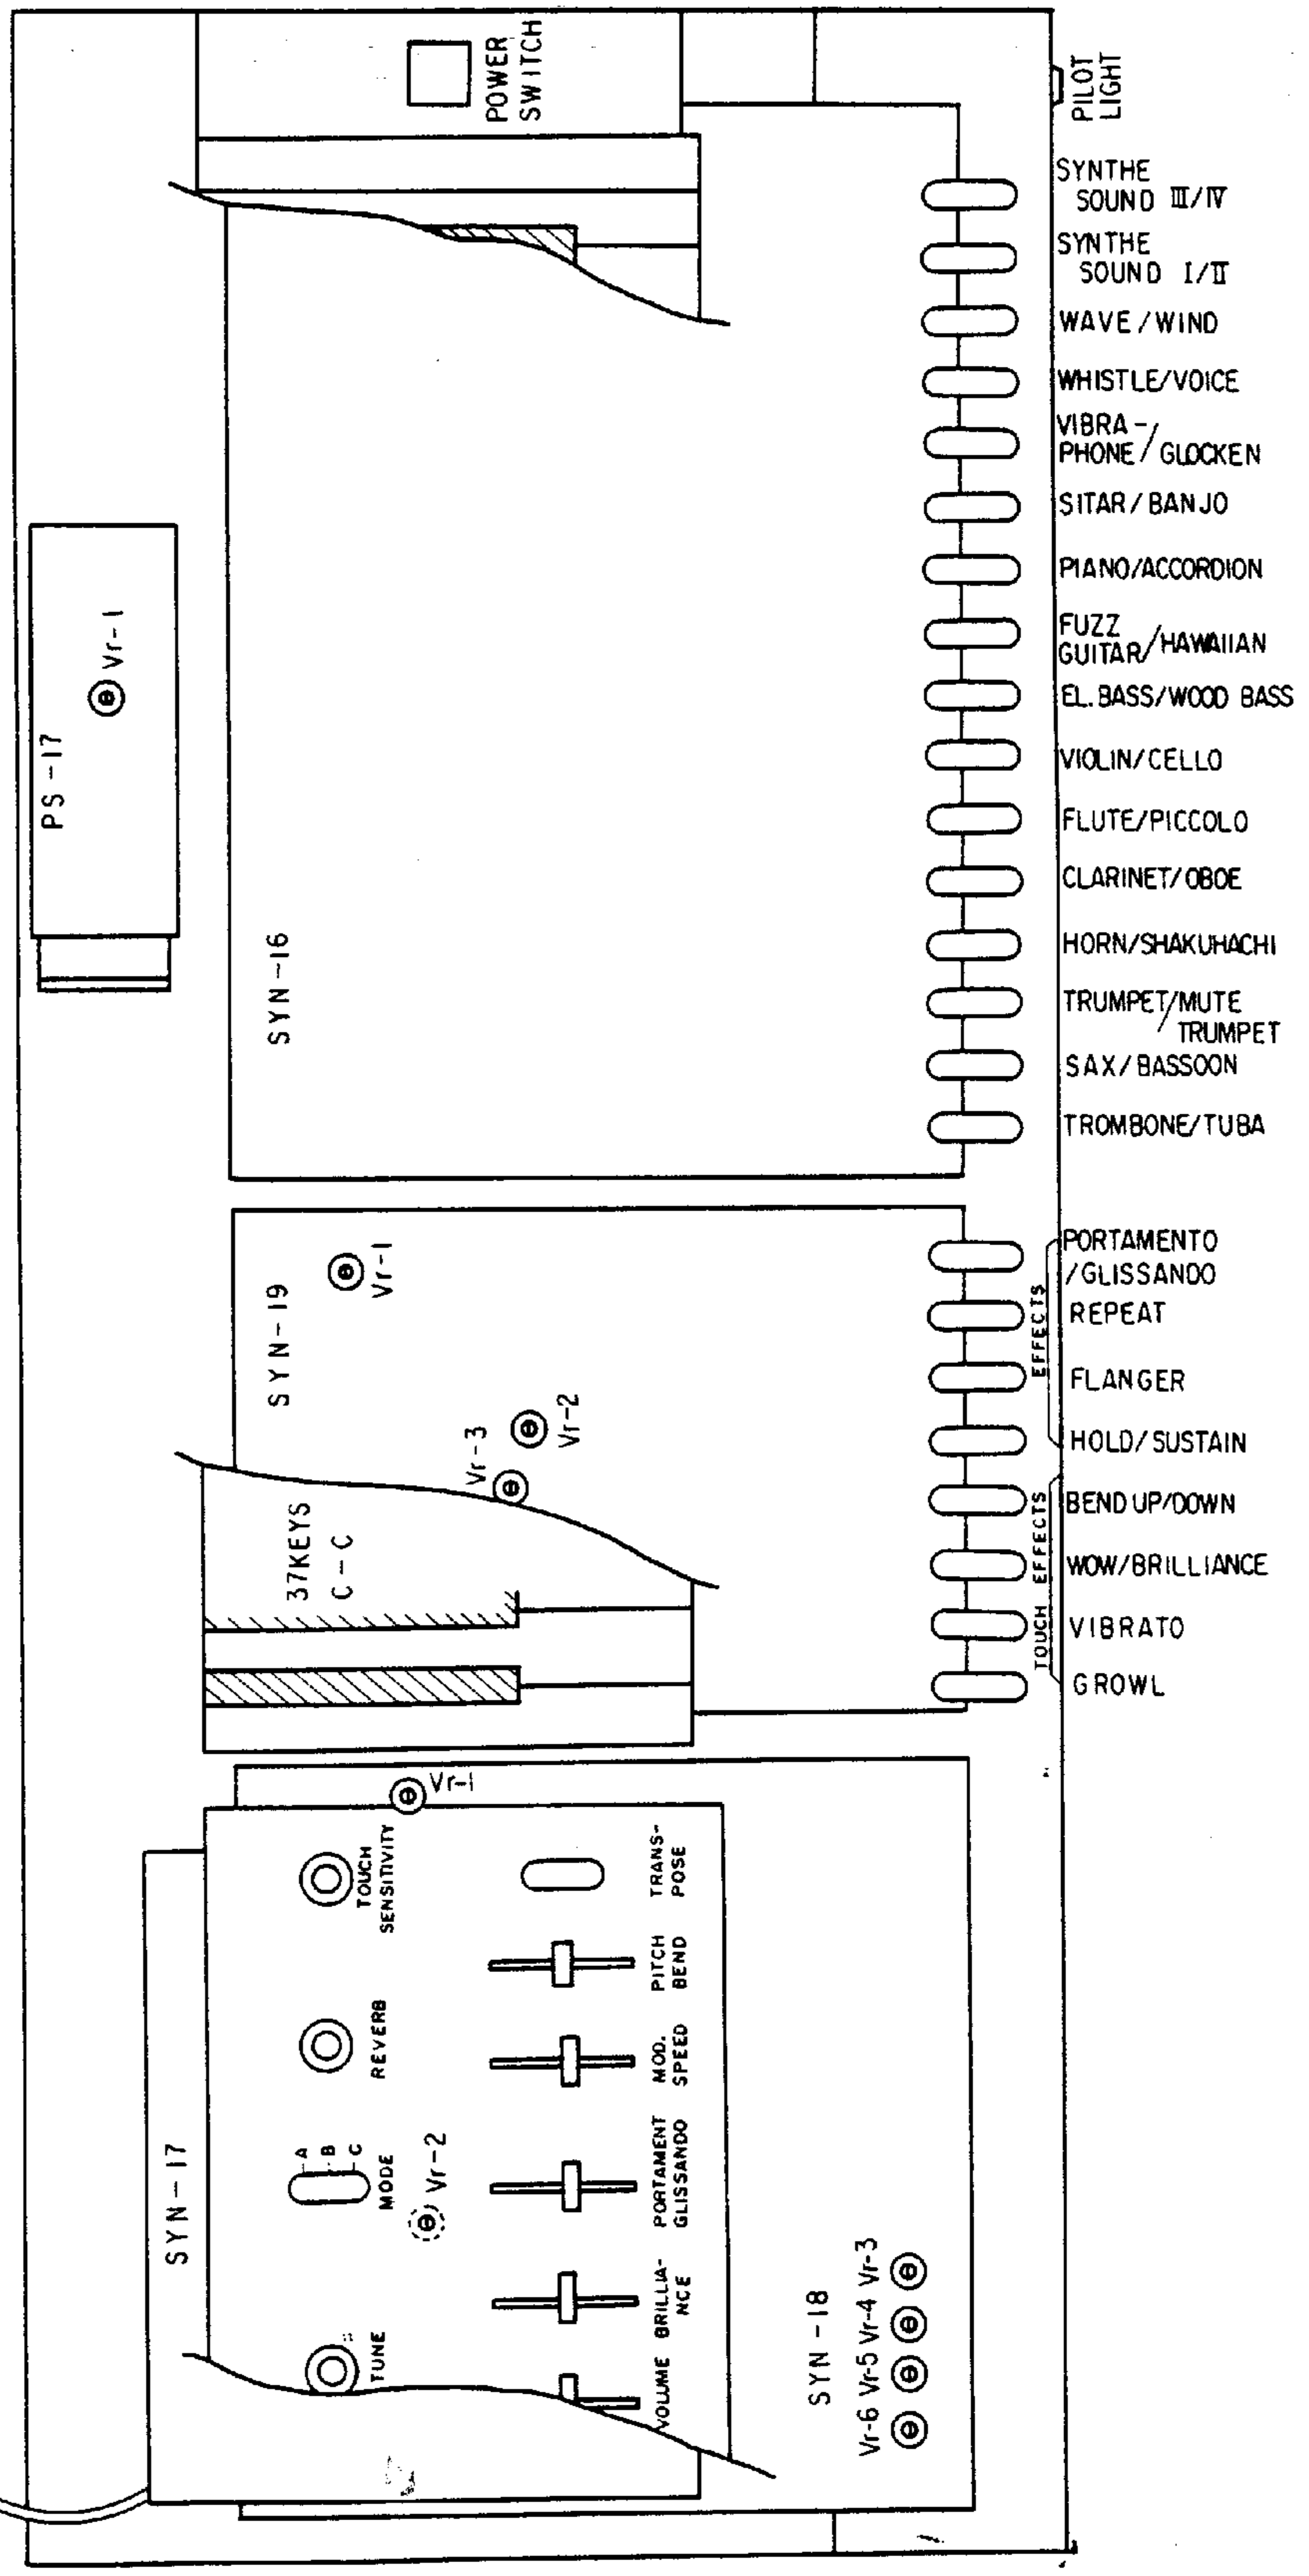 POWER
SWITCH
PILOT
LIGHT
SYNTHE
SOUND III/IV
SYNTHE
SOUND I/II
WAVE/WIND
WHISTLE/VOICE
VIBRA-/
PHONE/GLOCKEN
SITAR/BANJO
PIANO/ACCORDION
FUZZ
GUITAR/HAWAIIAN
EL.BASS/WOOD BASS
VIOLIN/CELLO
FLUTE/PICCOLO
CLARINET/OBOE
HORN/SHAKUHACHI
TRUMPET/MUTE
TRUMPET
SAX/BASSOON
TROMBONE/TUBA
PS-17
Vr-1
SYN-16
SYN-19
Vr-1
Vr-2
Vr-3
37KEYS
C-C
EFFECTS
PORTAMENTO
/GLISSANDO
REPEAT
FLANGER
HOLD/SUSTAIN
TOUCH EFFECTS
BEND UP/DOWN
WOW/BRILLIANCE
VIBRATO
GROWL
Vr-1
SYN-17
TOUCH
SENSITIVITY
REVERB
A
B
C
MODE
Vr-2
TUNE
TRANS-
POSE
PITCH
BEND
MOD.
SPEED
PORTAMENT
GLISSANDO
BRILLIA-
NCE
VOLUME
SYN-18
Vr-6 Vr-5 Vr-4 Vr-3